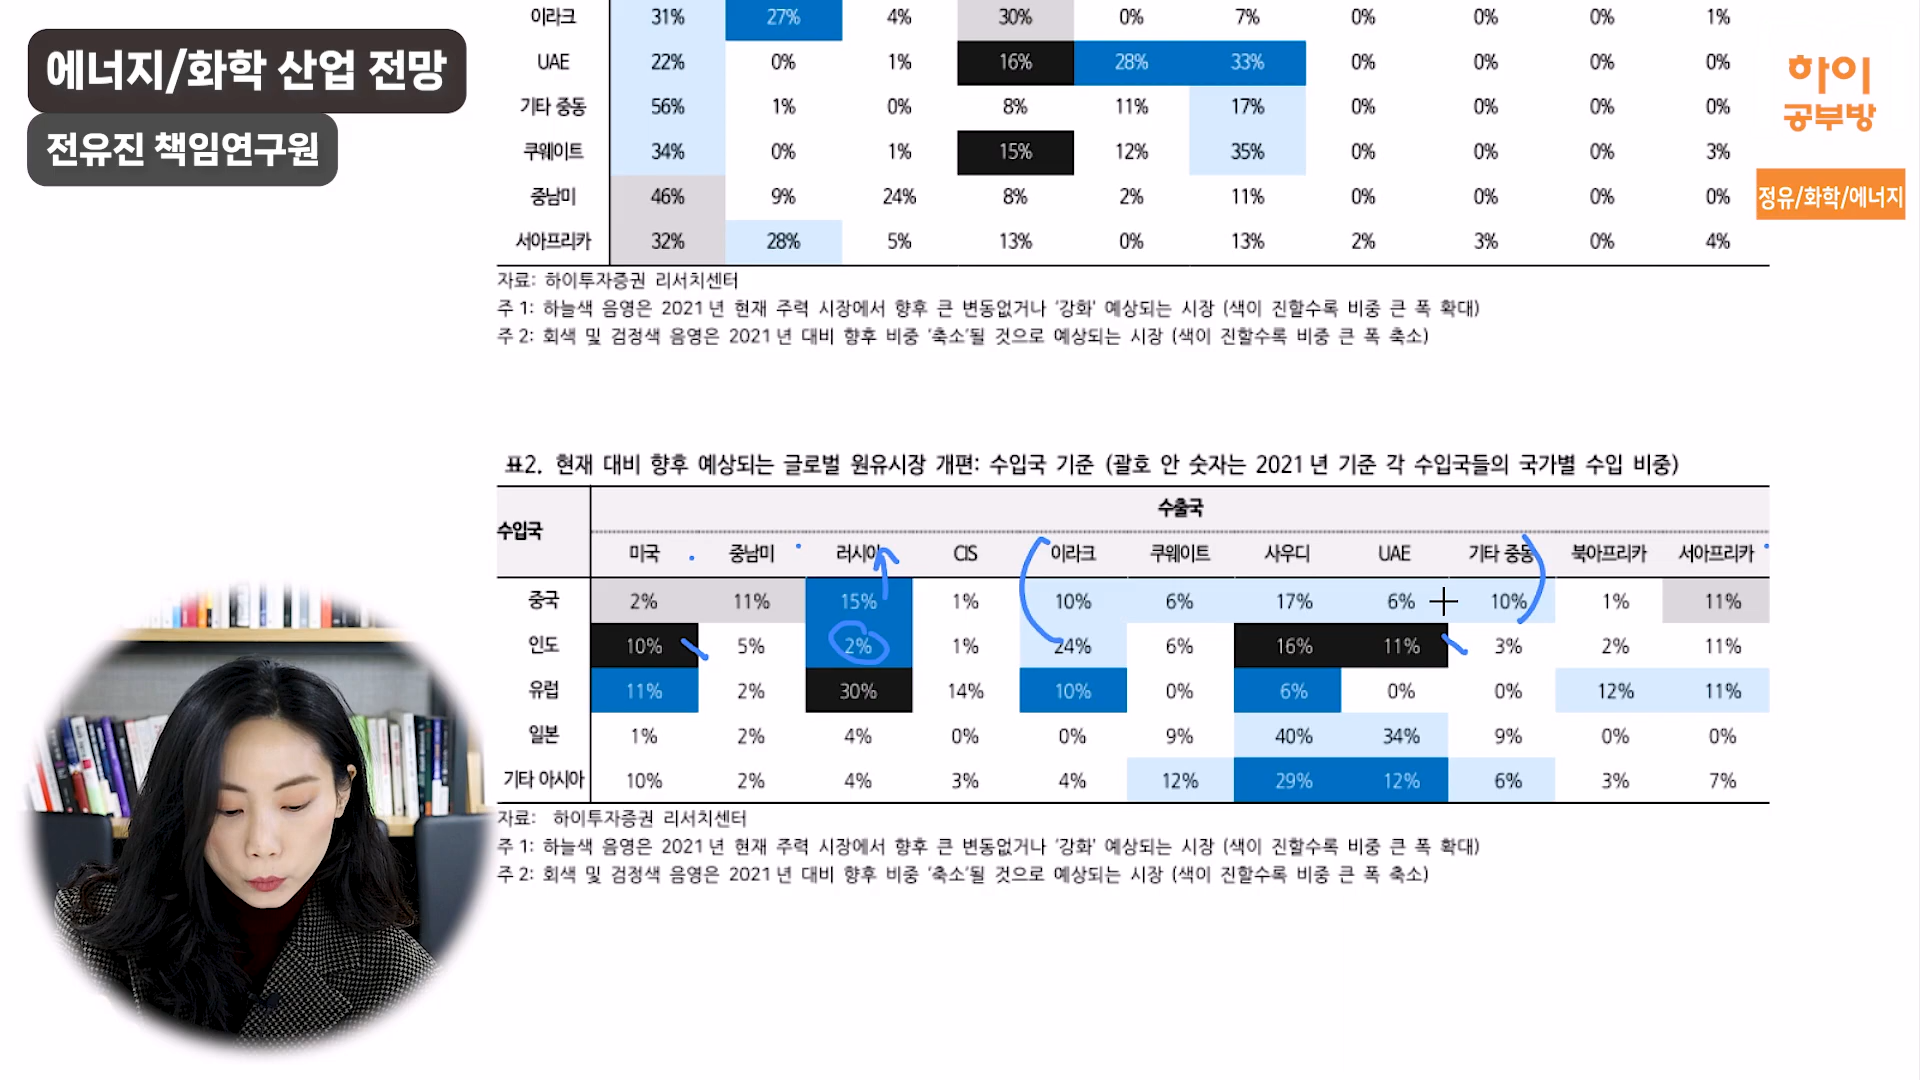 에너지/화학 산업 전망
전유진 책임연구원
하이
공부방
정유/화학/에너지
이라크 31% 27% 4% 30% 0% 7% 0% 0% 0% 1%
UAE 22% 0% 1% 16% 28% 33% 0% 0% 0% 0%
기타 중동 56% 1% 0% 8% 11% 17% 0% 0% 0% 0%
쿠웨이트 34% 0% 1% 15% 12% 35% 0% 0% 0% 3%
중남미 46% 9% 24% 8% 2% 11% 0% 0% 0% 0%
서아프리카 32% 28% 5% 13% 0% 13% 2% 3% 0% 4%
자료: 하이투자증권 리서치센터
주 1: 하늘색 음영은 2021년 현재 주력 시장에서 향후 큰 변동없거나 '강화' 예상되는 시장 (색이 진할수록 비중 큰 폭 확대)
주 2: 회색 및 검정색 음영은 2021년 대비 향후 비중 '축소'될 것으로 예상되는 시장 (색이 진할수록 비중 큰 폭 축소)
표2. 현재 대비 향후 예상되는 글로벌 원유시장 개편: 수입국 기준 (괄호 안 숫자는 2021년 기준 각 수입국들의 국가별 수입 비중)
수입국 수출국
미국 중남미 러시아 CIS 이라크 쿠웨이트 사우디 UAE 기타 중동 북아프리카 서아프리카
중국 2% 11% 15% 1% 10% 6% 17% 6% 10% 1% 11%
인도 10% 5% 2% 1% 24% 6% 16% 11% 3% 2% 11%
유럽 11% 2% 30% 14% 10% 0% 6% 0% 0% 12% 11%
일본 1% 2% 4% 0% 0% 9% 40% 34% 9% 0% 0%
기타 아시아 10% 2% 4% 3% 4% 12% 29% 12% 6% 3% 7%
자료: 하이투자증권 리서치센터
주 1: 하늘색 음영은 2021년 현재 주력 시장에서 향후 큰 변동없거나 '강화' 예상되는 시장 (색이 진할수록 비중 큰 폭 확대)
주 2: 회색 및 검정색 음영은 2021년 대비 향후 비중 '축소'될 것으로 예상되는 시장 (색이 진할수록 비중 큰 폭 축소)